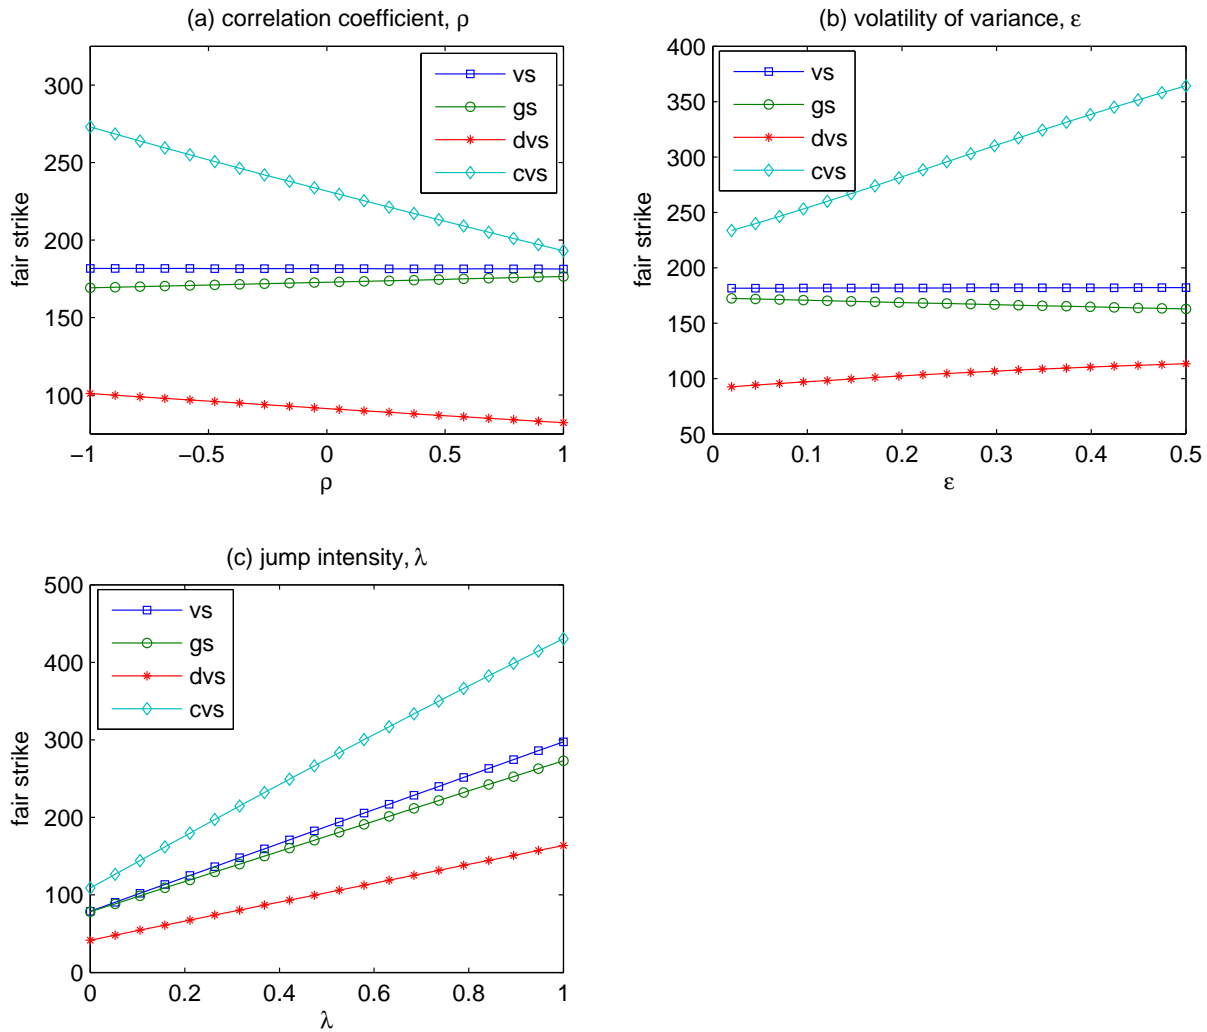 (a) correlation coefficient, ρ
fair strike
300
250
200
150
100
−1
−0.5
0
0.5
1
ρ
vs
gs
dvs
cvs
(b) volatility of variance, ε
fair strike
400
350
300
250
200
150
100
50
0
0.1
0.2
0.3
0.4
0.5
ε
vs
gs
dvs
cvs
(c) jump intensity, λ
fair strike
500
400
300
200
100
0
0
0.2
0.4
0.6
0.8
1
λ
vs
gs
dvs
cvs